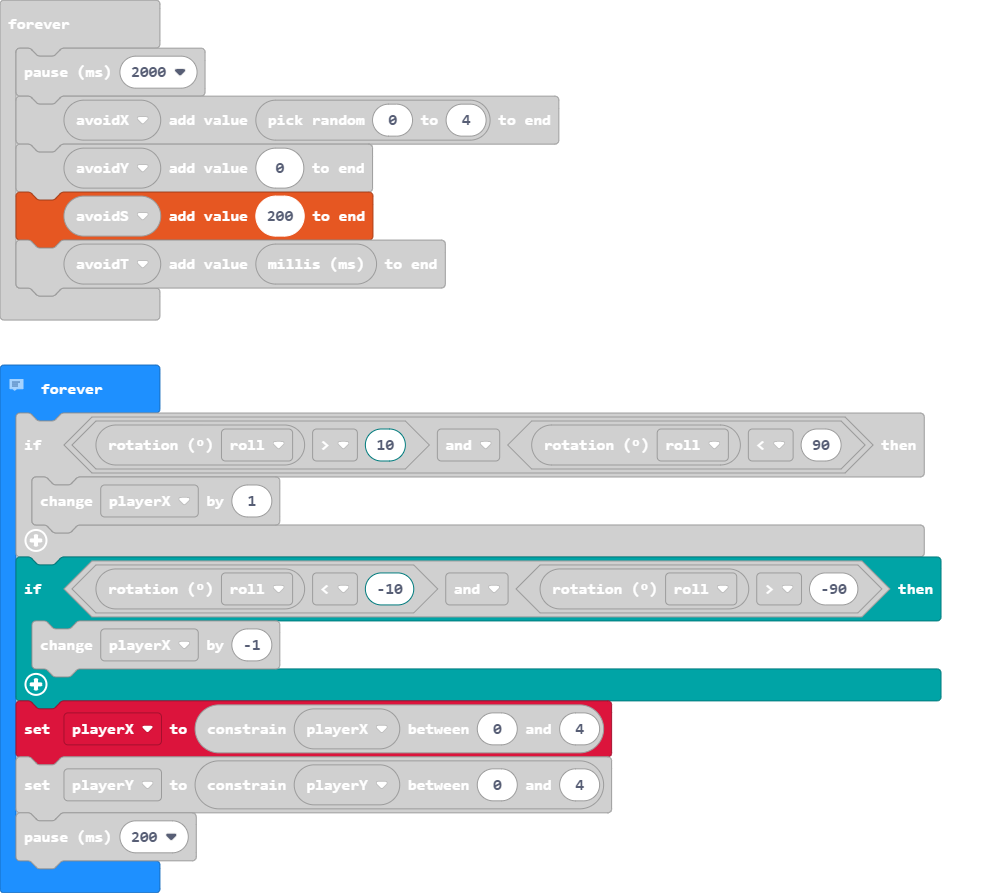 forever
pause (ms) 2000
avoidX add value pick random 0 to 4 to end
avoidY add value 0 to end
avoidS add value 200 to end
avoidT add value millis (ms) to end
forever
if rotation (º) roll > 10 and rotation (º) roll < 90 then
change playerX by 1
if rotation (º) roll < -10 and rotation (º) roll > -90 then
change playerX by -1
set playerX to constrain playerX between 0 and 4
set playerY to constrain playerY between 0 and 4
pause (ms) 200